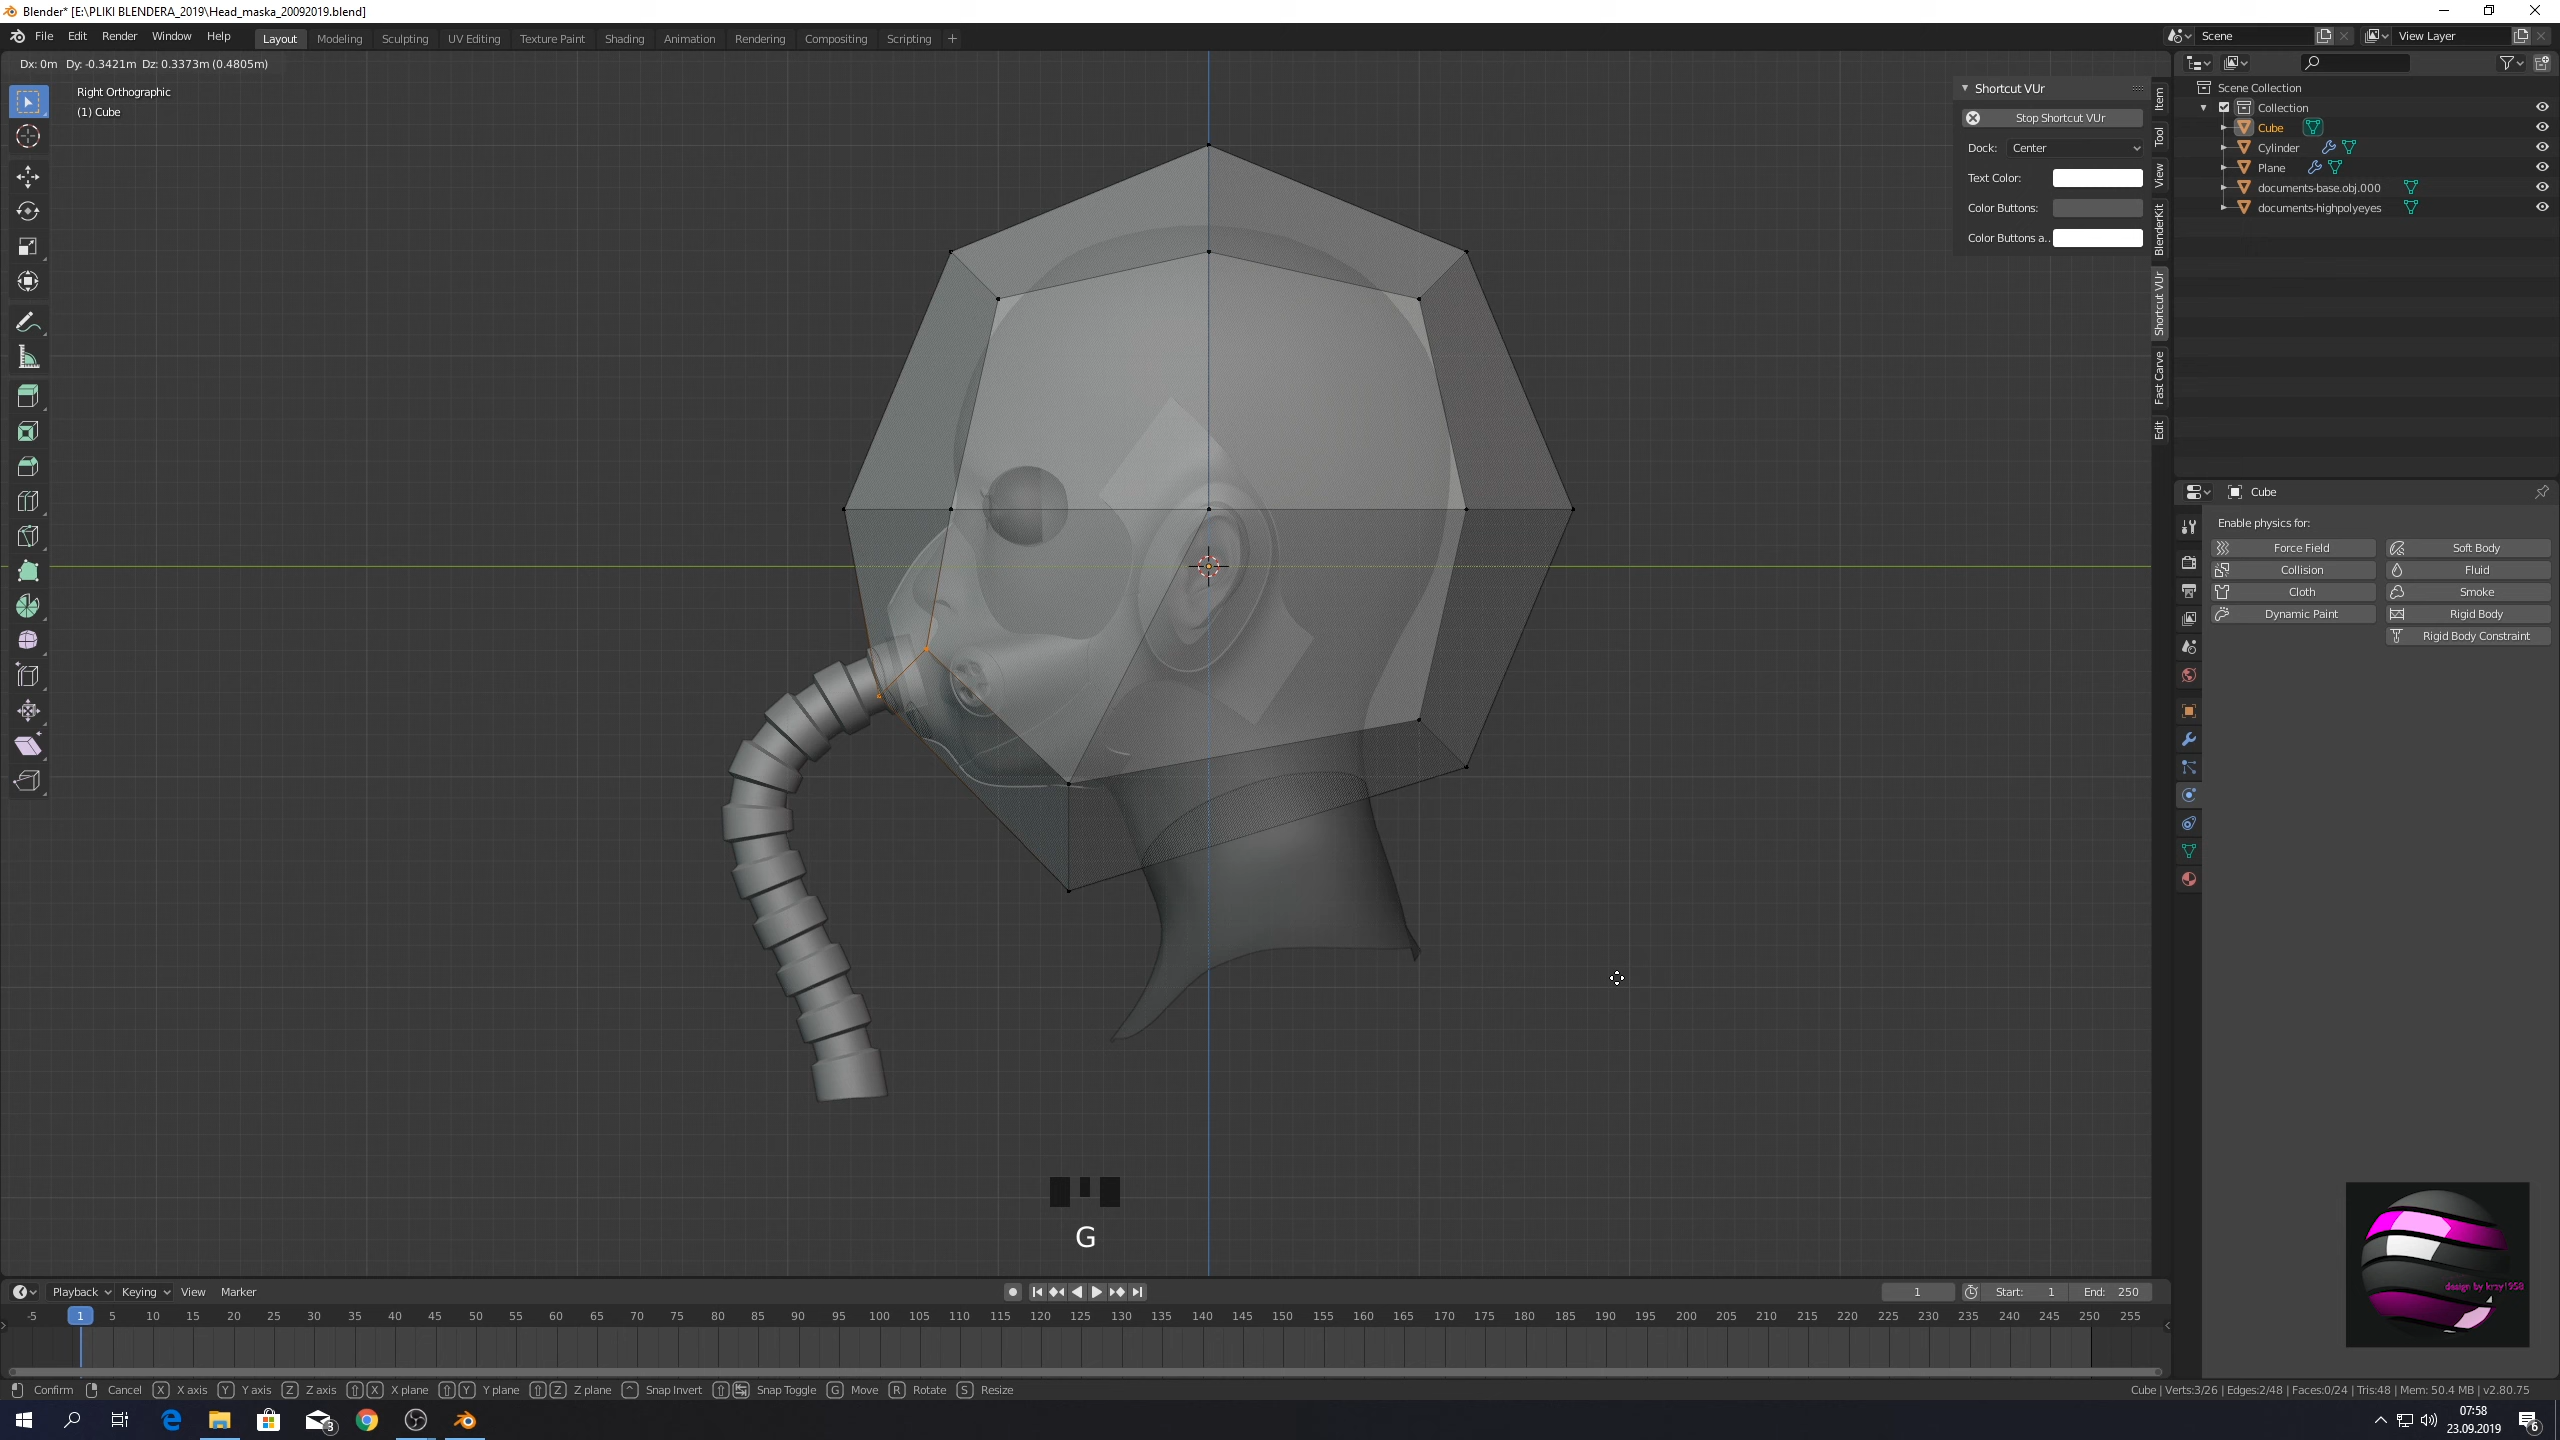 Blender* [E:\PLIKI BLENDERA_2019\Head_maska_20092019.blend]
File Edit Render Window Help Layout Modeling Sculpting UV Editing Texture Paint Shading Animation Rendering Compositing Scripting + Scene View Layer
Dx: 0m Dy: -0.3421m Dz: 0.3373m (0.4805m)
Right Orthographic
(1) Cube
Shortcut VUr
Stop Shortcut VUr
Dock: Center
Text Color:
Color Buttons:
Color Buttons a..
Item
Tool
View
BlenderKit
Shortcut VUr
Fast Carve
Edit
Scene Collection
Collection
Cube
Cylinder
Plane
documents-base.obj.000
documents-highpolyeyes
Cube
Enable physics for:
Force Field Soft Body
Collision Fluid
Cloth Smoke
Dynamic Paint Rigid Body
Rigid Body Constraint
G
design by krzy1958
Playback Keying View Marker 1 Start: 1 End: 250
-5 1 5 10 15 20 25 30 35 40 45 50 55 60 65 70 75 80 85 90 95 100 105 110 115 120 125 130 135 140 145 150 155 160 165 170 175 180 185 190 195 200 205 210 215 220 225 230 235 240 245 250 255
Confirm Cancel X X axis Y Y axis Z Z axis X X plane Y Y plane Z Z plane ^ Snap Invert Snap Toggle G Move R Rotate S Resize
Cube | Verts:3/26 | Edges:2/48 | Faces:0/24 | Tris:48 | Mem: 50.4 MB | v2.80.75
3
07:58
23.09.2019
6